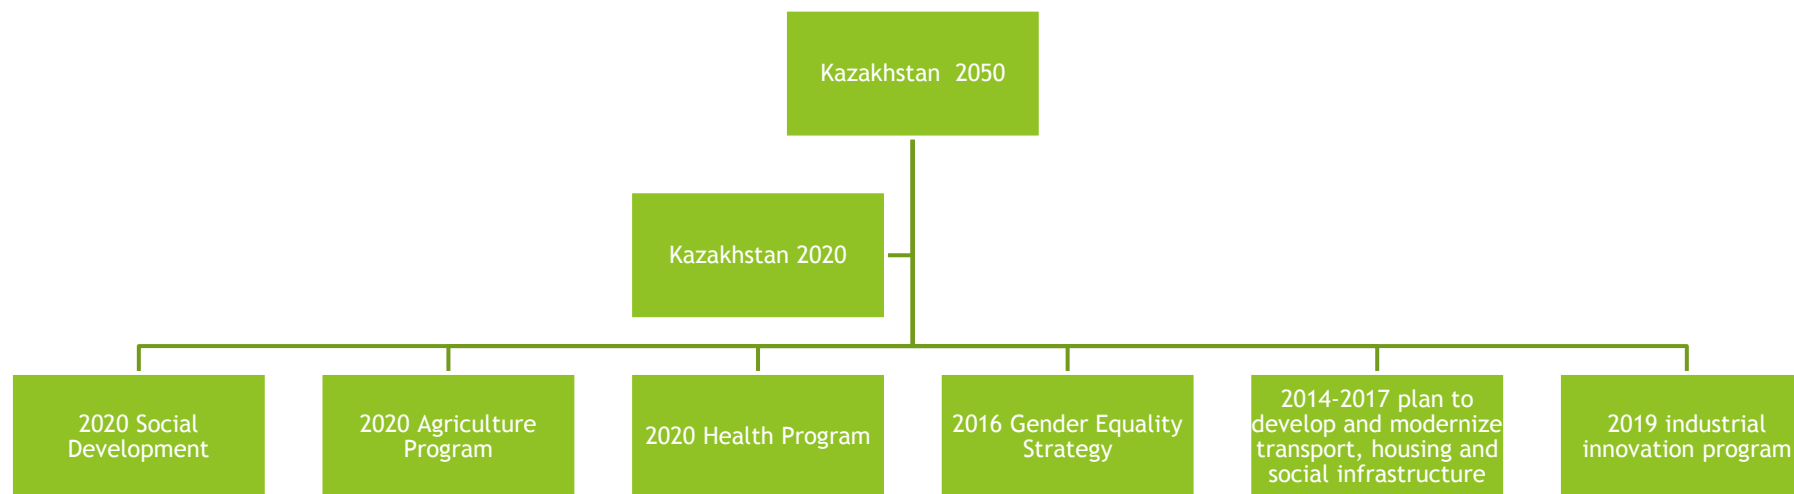 Kazakhstan 2050
Kazakhstan 2020
2020 Social
Development
2020 Agriculture
Program
2020 Health Program
2016 Gender Equality
Strategy
2014-2017 plan to
develop and modernize
transport, housing and
social infrastructure
2019 industrial
innovation program